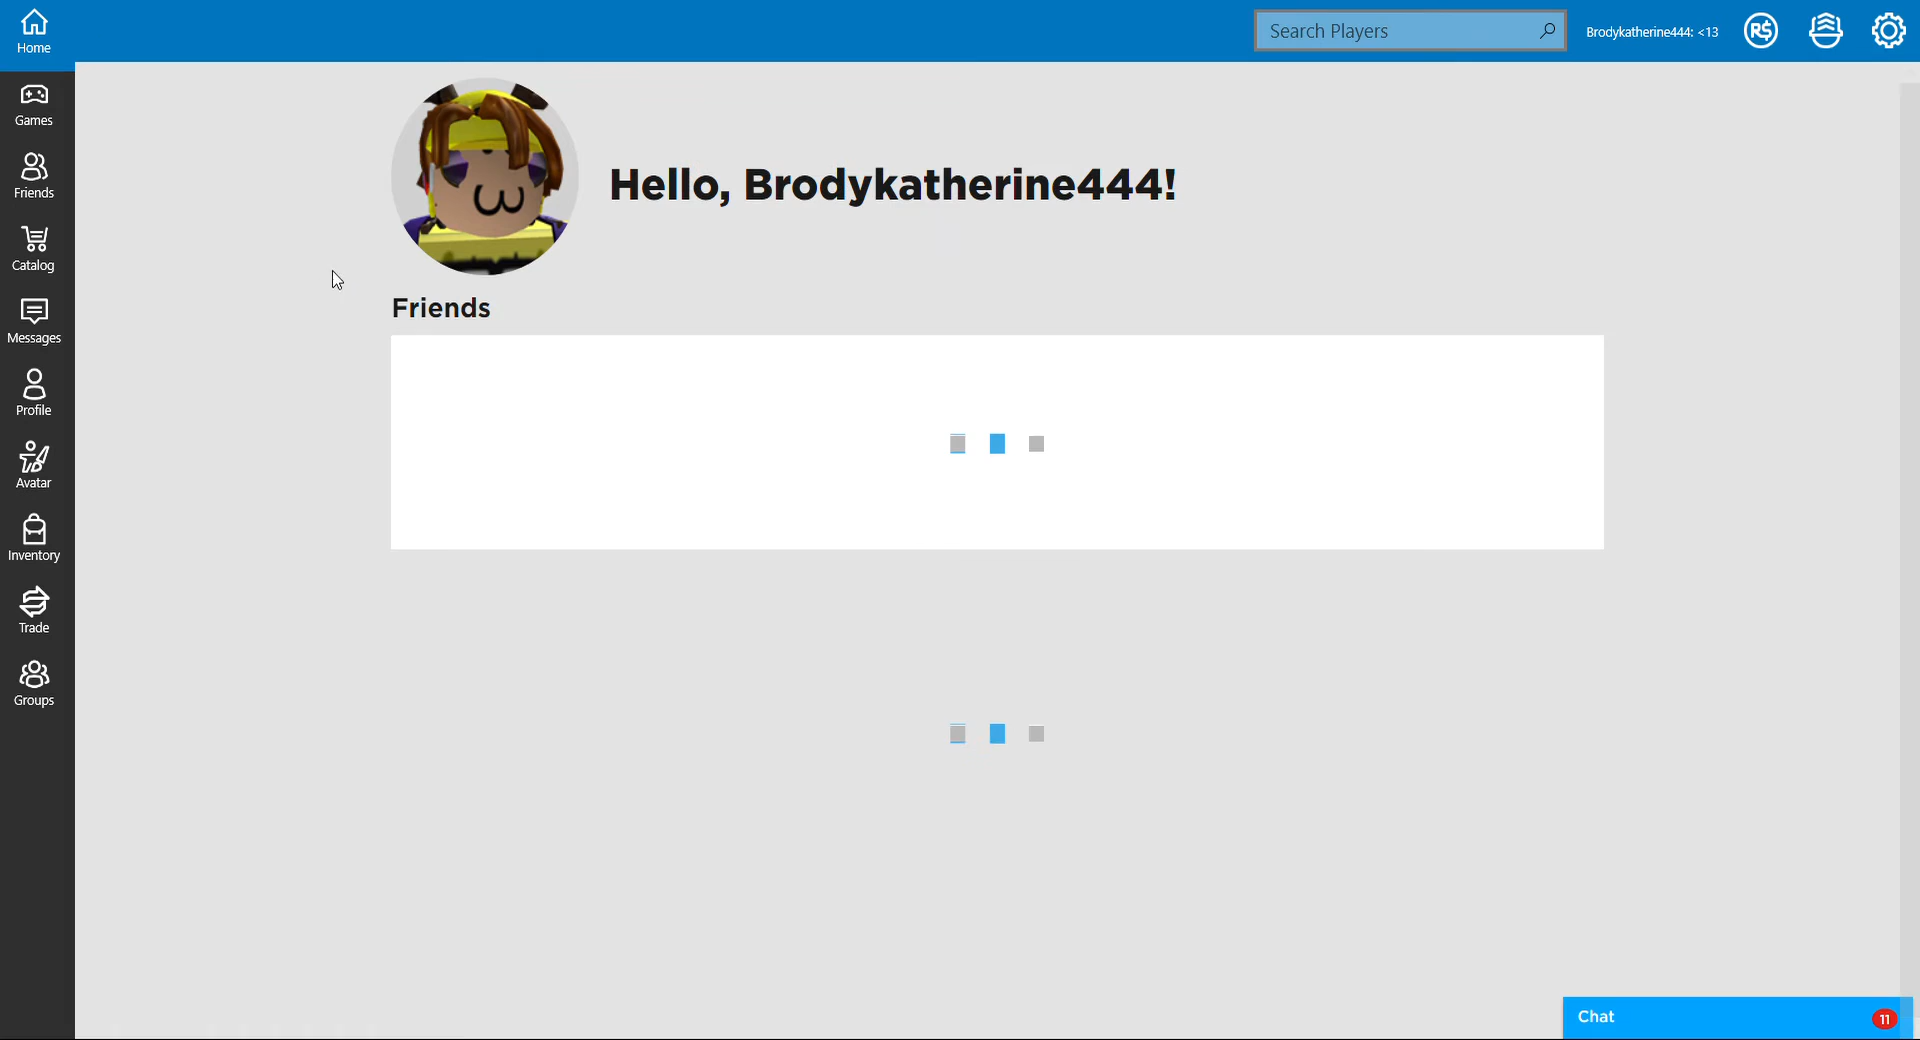 Home
Search Players
Brodykatherine444: <13
R$
Games
Friends
Catalog
Messages
Profile
Avatar
Inventory
Trade
Groups
Hello, Brodykatherine444!
Friends
Chat
11